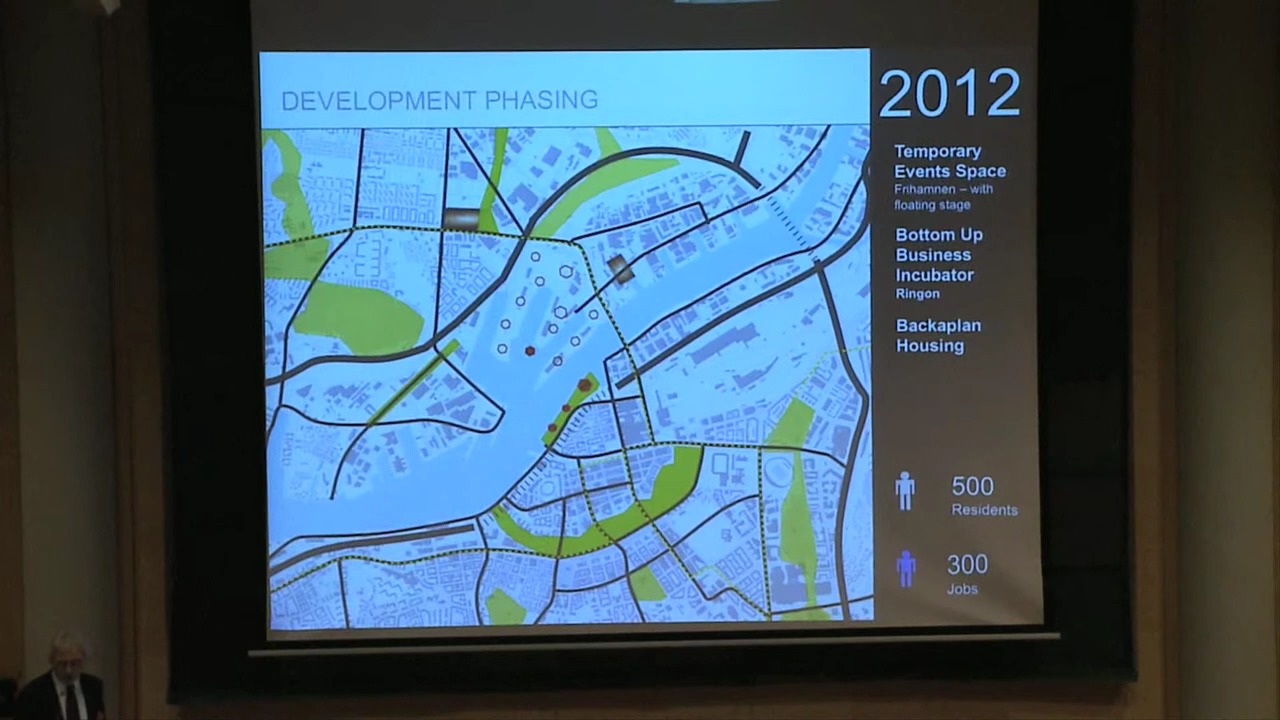 DEVELOPMENT PHASING
2012
Temporary
Events Space
Frihamnen – with
floating stage
Bottom Up
Business
Incubator
Ringon
Backaplan
Housing
500
Residents
300
Jobs